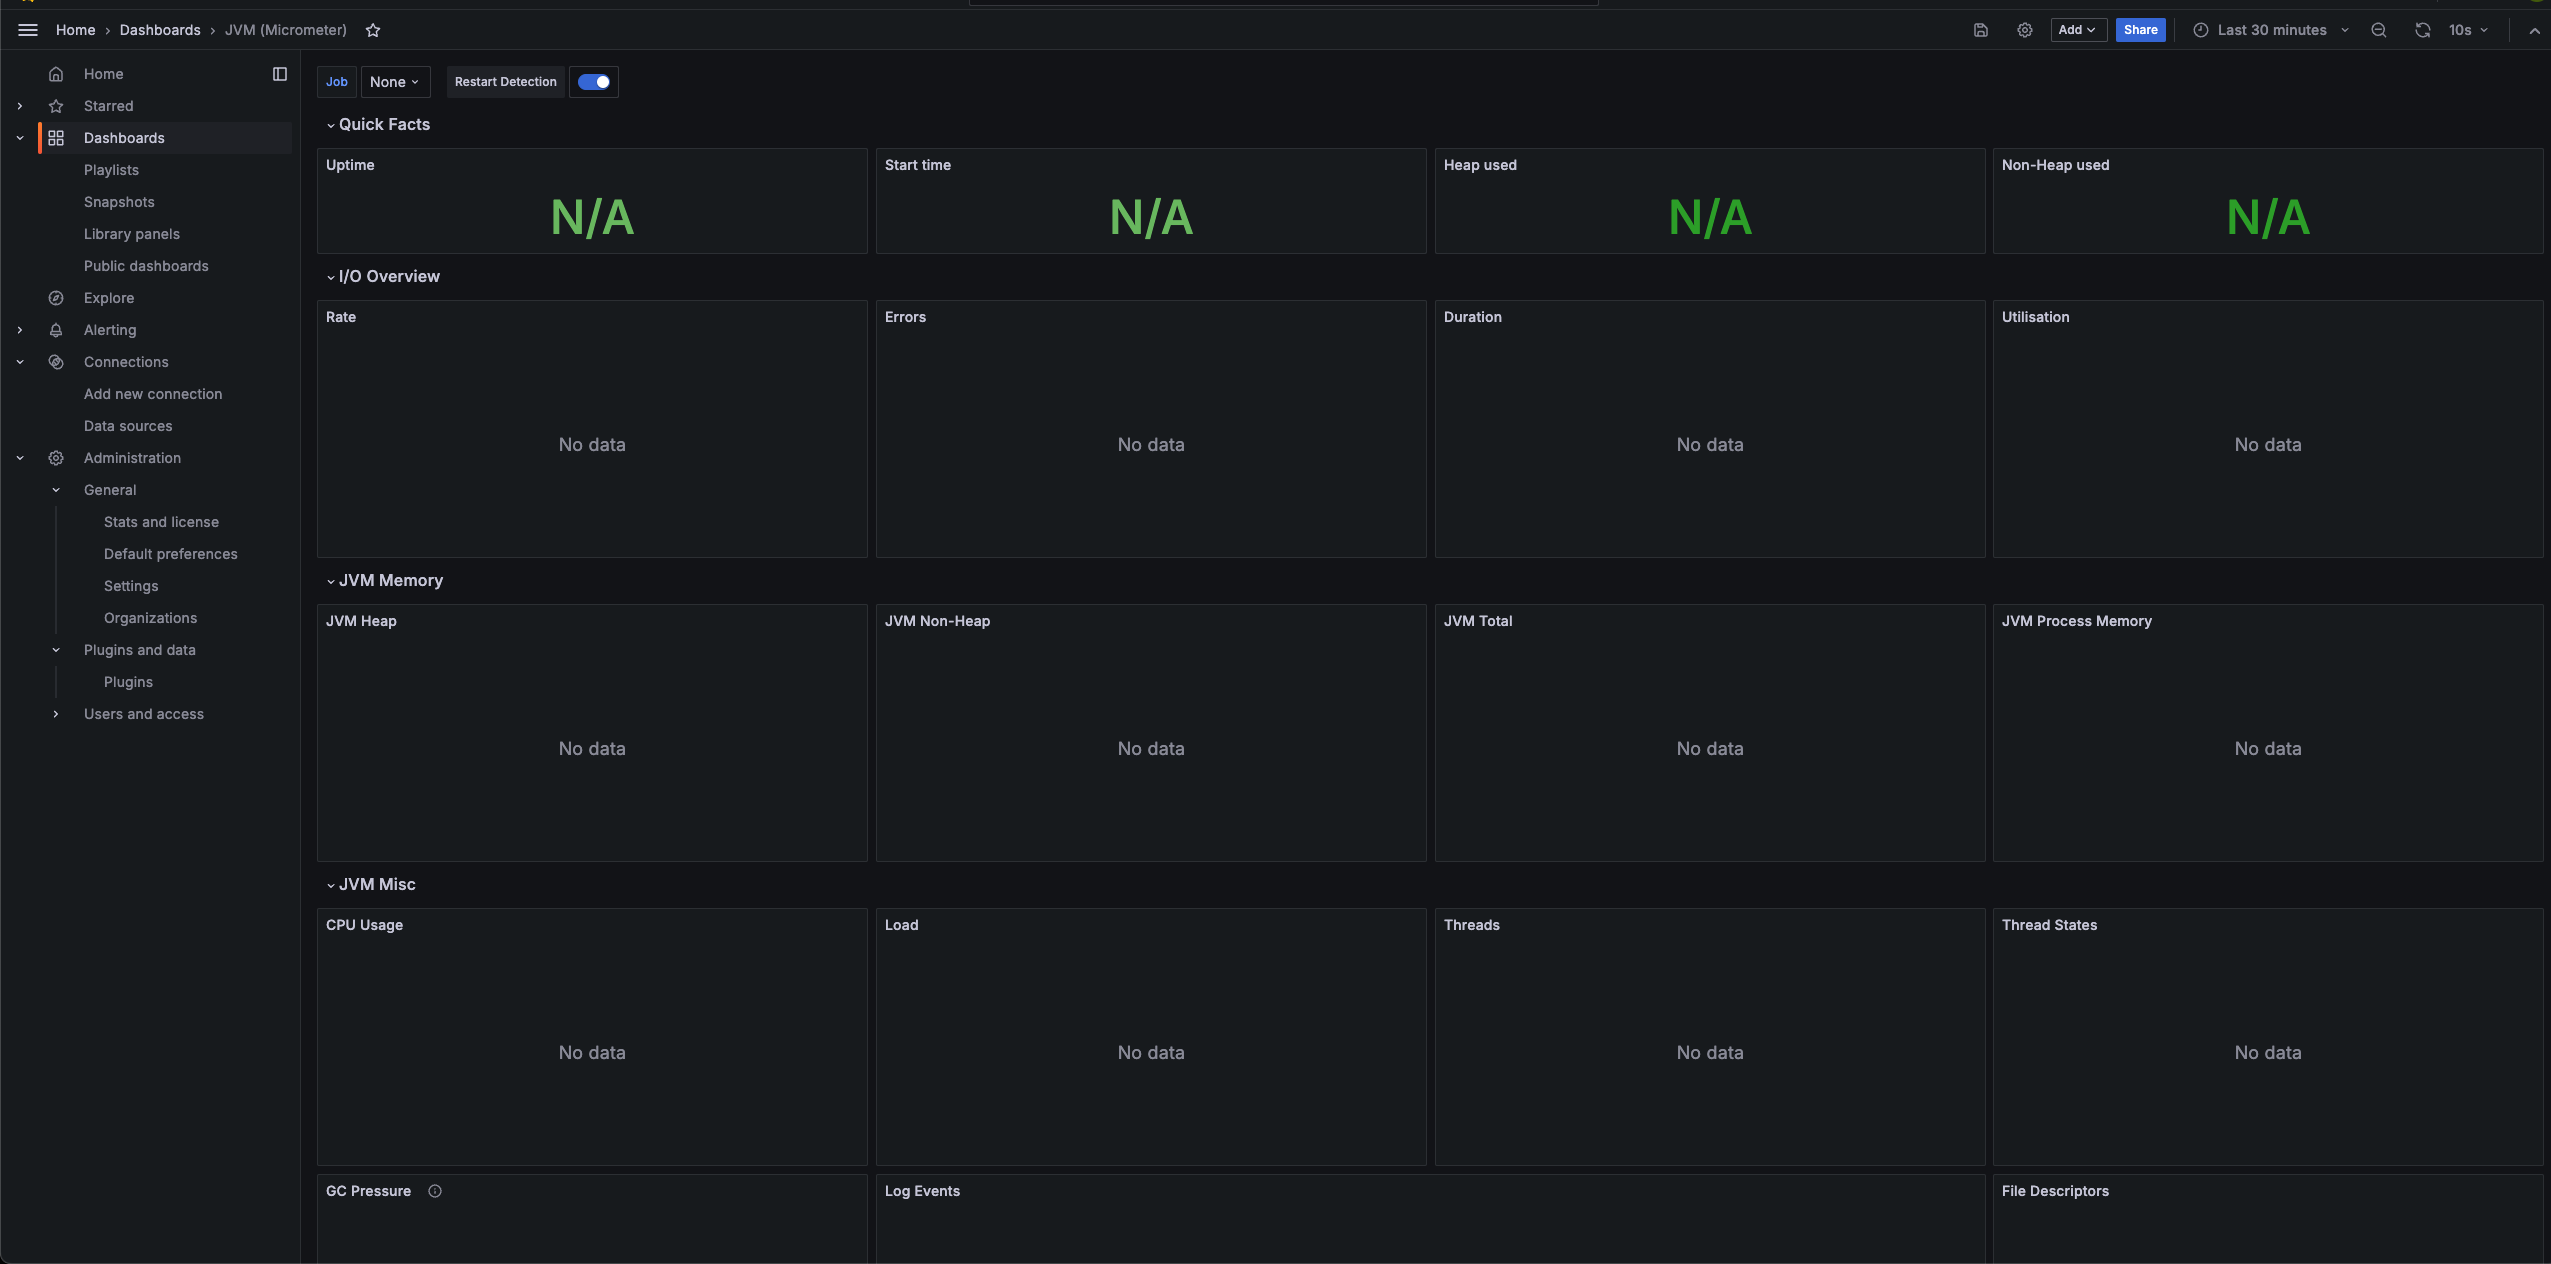 Home › Dashboards › JVM (Micrometer)
Add
Share
Last 30 minutes
10s
Home
Starred
Dashboards
Playlists
Snapshots
Library panels
Public dashboards
Explore
Alerting
Connections
Add new connection
Data sources
Administration
General
Stats and license
Default preferences
Settings
Organizations
Plugins and data
Plugins
Users and access
Job None Restart Detection
Quick Facts
Uptime
N/A
Start time
N/A
Heap used
N/A
Non-Heap used
N/A
I/O Overview
Rate
No data
Errors
No data
Duration
No data
Utilisation
No data
JVM Memory
JVM Heap
No data
JVM Non-Heap
No data
JVM Total
No data
JVM Process Memory
No data
JVM Misc
CPU Usage
No data
Load
No data
Threads
No data
Thread States
No data
GC Pressure
Log Events
File Descriptors